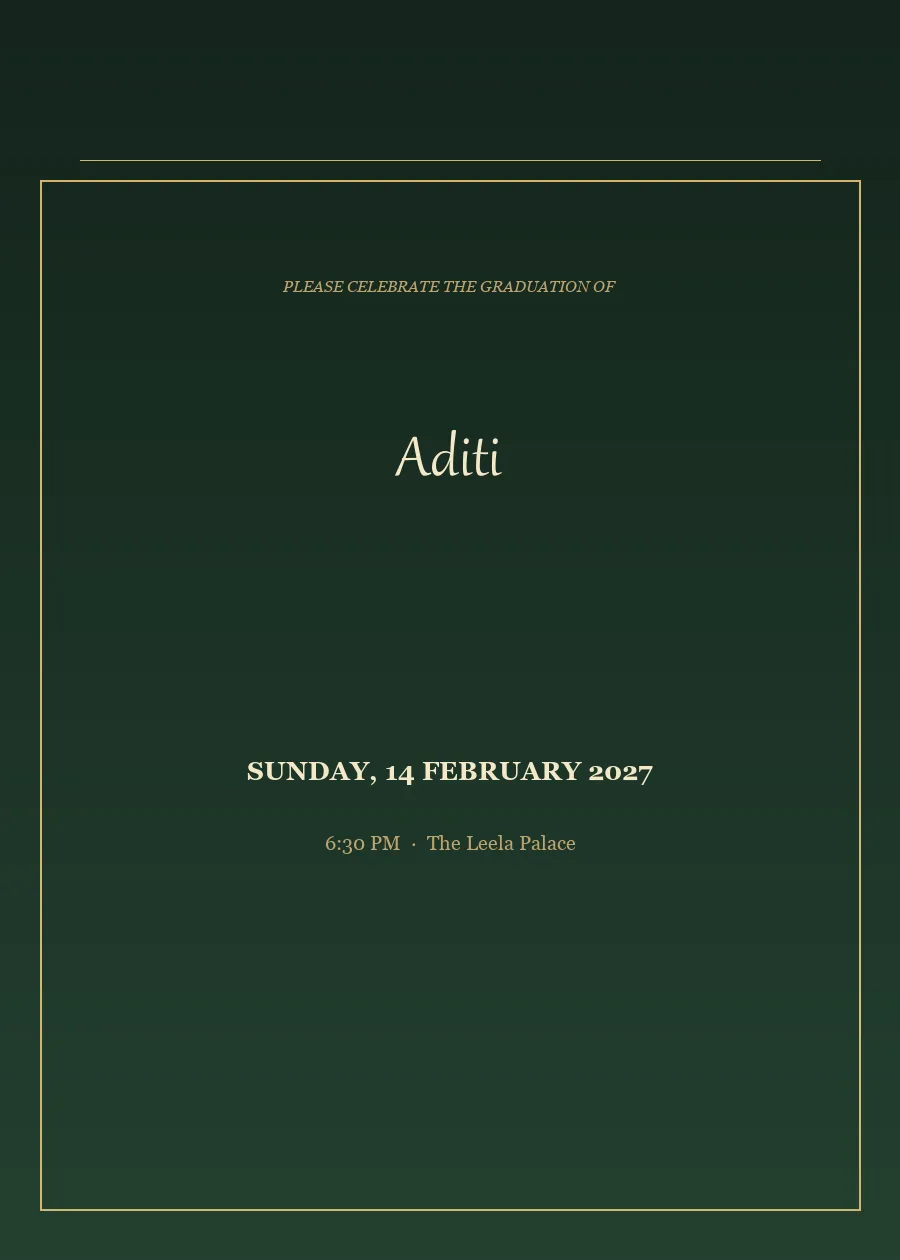 PLEASE CELEBRATE THE GRADUATION OF
Aditi
SUNDAY, 14 FEBRUARY 2027
6:30 PM · The Leela Palace